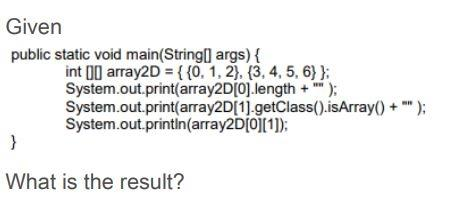 Given
public static void main(String[] args) {
int [][] array2D = { {0, 1, 2}, {3, 4, 5, 6} };
System.out.print(array2D[0].length + "" );
System.out.print(array2D[1].getClass().isArray() + "" );
System.out.println(array2D[0][1]);
}
What is the result?